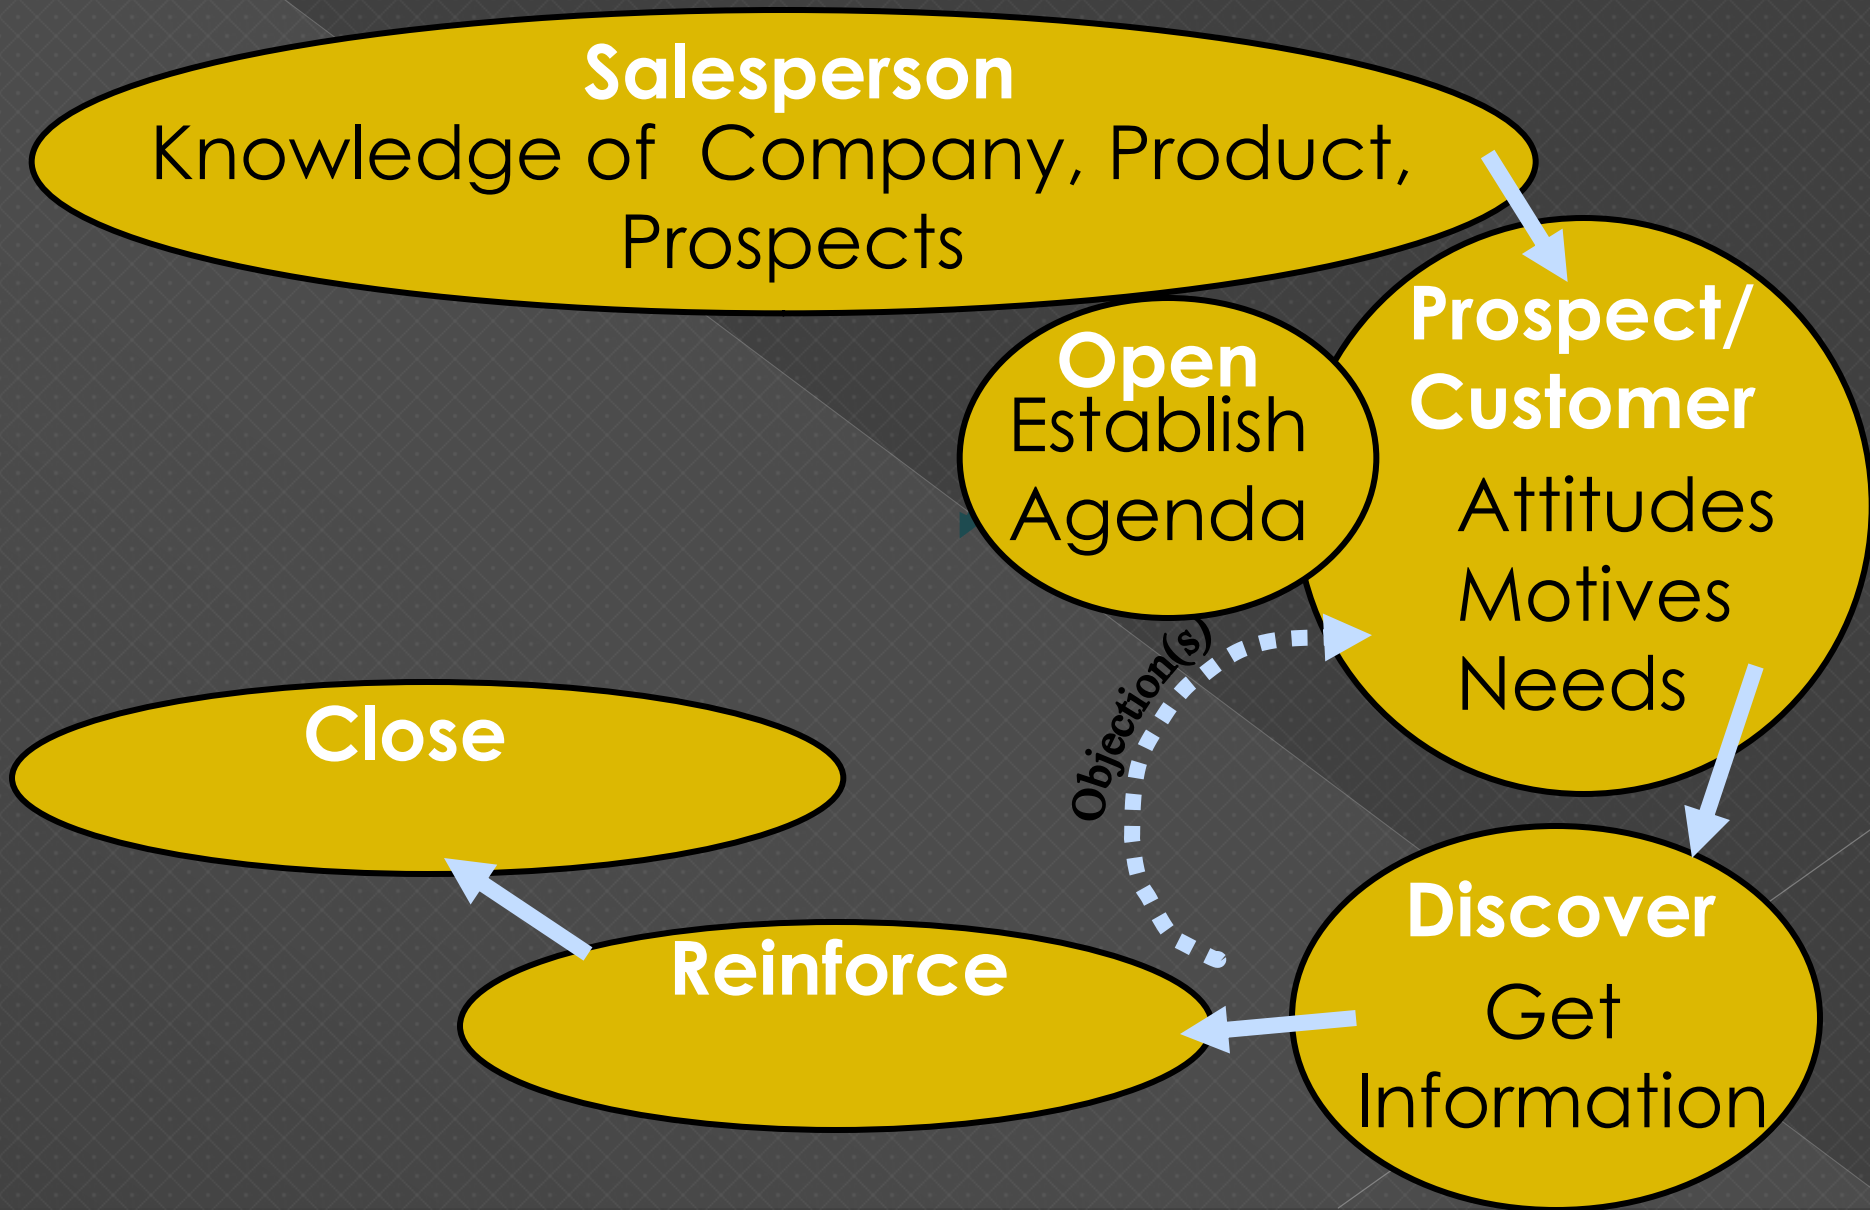 Salesperson
Knowledge of Company, Product,
Prospects
Open
Establish
Agenda
Prospect/
Customer
Attitudes
Motives
Needs
Objection(s)
Close
Reinforce
Discover
Get
Information